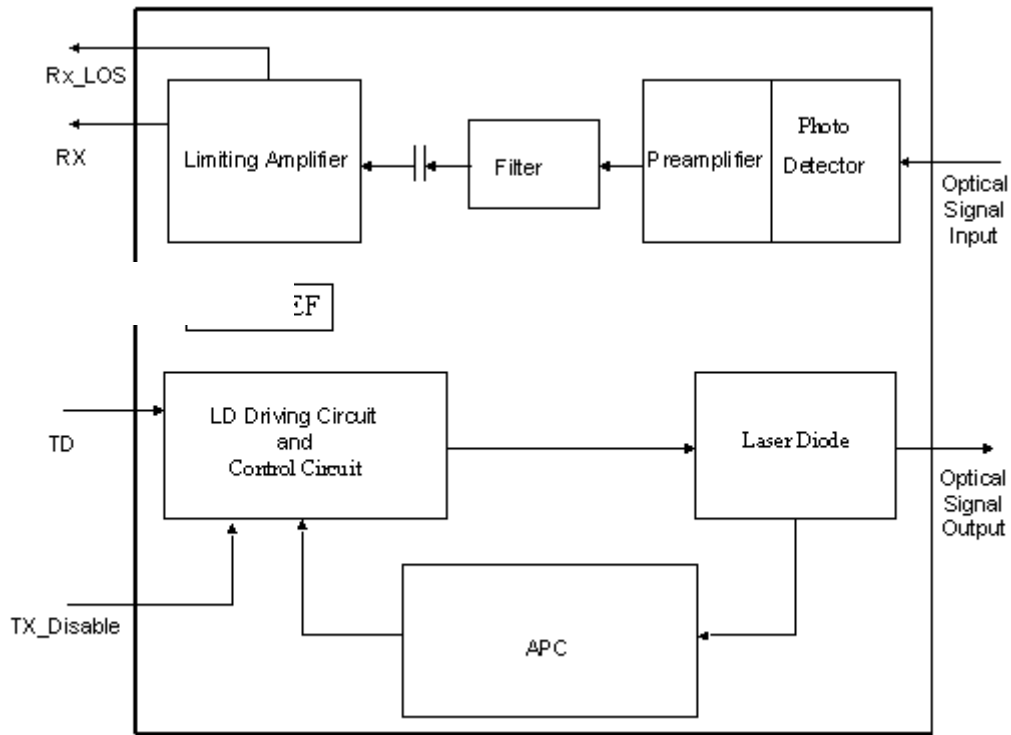 Rx_LOS
RX
Limiting Amplifier
Filter
Preamplifier
Photo
Detector
Optical
Signal
Input
EF
TD
LD Driving Circuit
and
Control Circuit
Laser Diode
Optical
Signal
Output
TX_Disable
APC